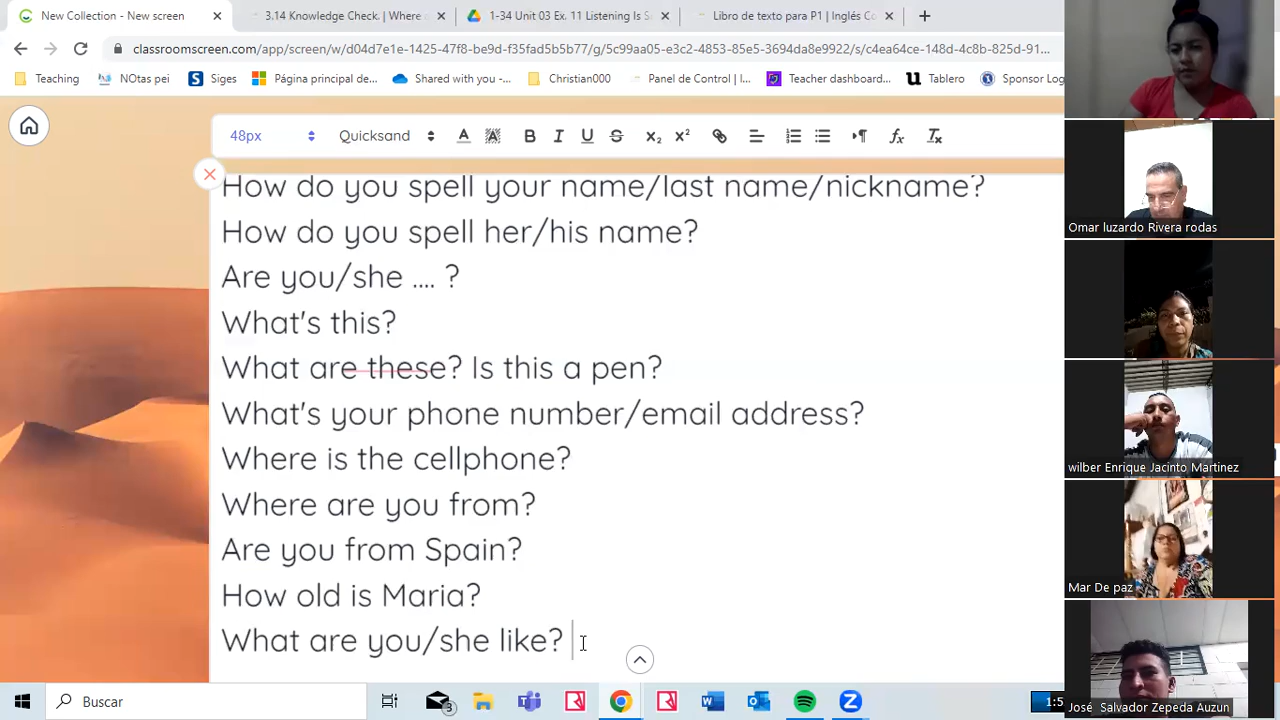 New Collection - New screen
3.14 Knowledge Check. | Where
1-34 Unit 03 Ex. 11 Listening Is S
Libro de texto para P1 | Inglés Co
classroomscreen.com/app/screen/w/d04d7e1e-1425-47f8-be9d-f35fad5b5b77/g/5c99aa05-e3c2-4853-85e5-3694da8e9922/s/c4ea64ce-148d-4c8b-825d-91...
Teaching
NOtas pei
Siges
Página principal de...
Shared with you -...
Christian000
Panel de Control | I...
Teacher dashboard...
Tablero
Sponsor Log
48px
Quicksand
How do you spell your name/last name/nickname?
How do you spell her/his name?
Are you/she .... ?
What's this?
What are these? Is this a pen?
What's your phone number/email address?
Where is the cellphone?
Where are you from?
Are you from Spain?
How old is Maria?
What are you/she like?
Omar luzardo Rivera rodas
wilber Enrique Jacinto Martinez
Mar De paz
José Salvador Zepeda Auzun
Buscar
3
1:5